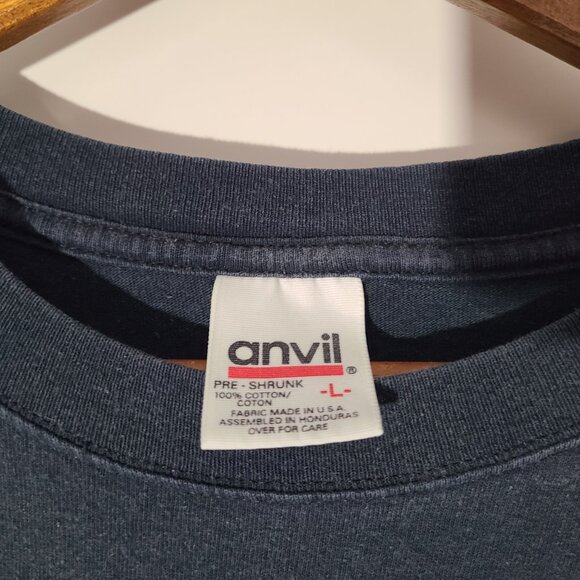 anvil®
PRE-SHRUNK -L-
100% COTTON/
COTON
FABRIC MADE IN U.S.A.
ASSEMBLED IN HONDURAS
OVER FOR CARE